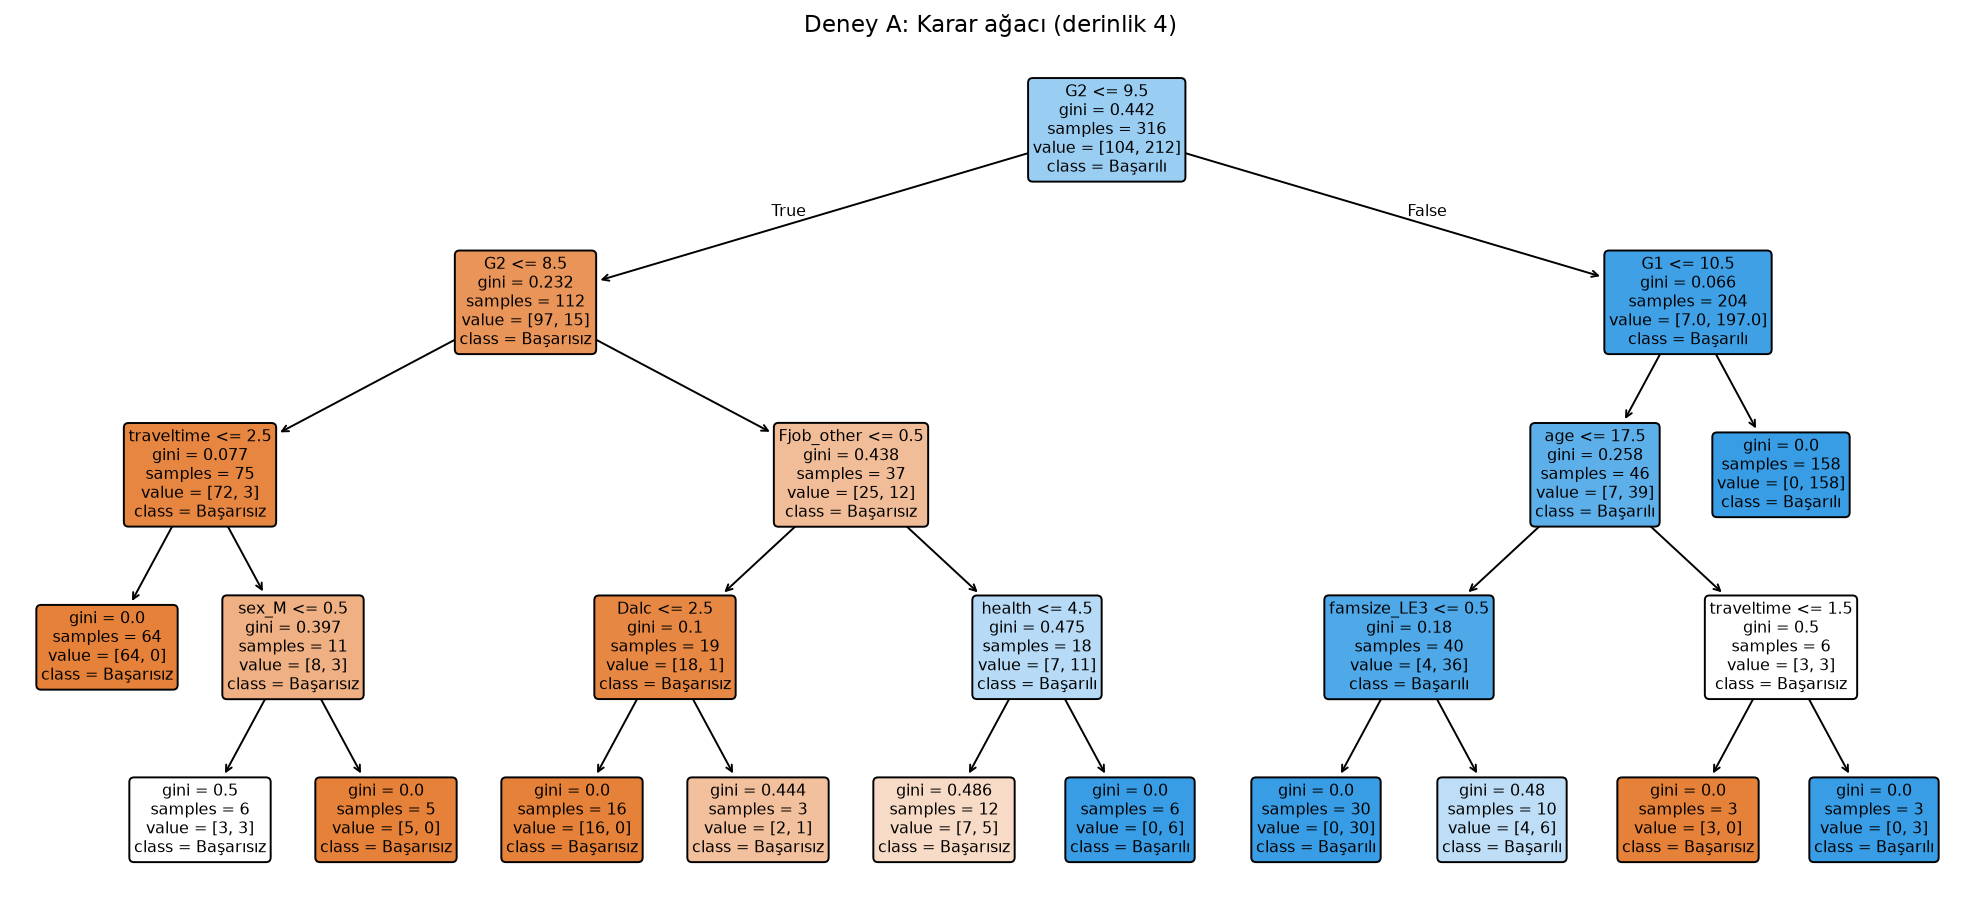 Deney A: Karar ağacı (derinlik 4)
G2 <= 9.5
gini = 0.442
samples = 316
value = [104, 212]
class = Başarılı
True
False
G2 <= 8.5
gini = 0.232
samples = 112
value = [97, 15]
class = Başarısız
G1 <= 10.5
gini = 0.066
samples = 204
value = [7.0, 197.0]
class = Başarılı
traveltime <= 2.5
gini = 0.077
samples = 75
value = [72, 3]
class = Başarısız
Fjob_other <= 0.5
gini = 0.438
samples = 37
value = [25, 12]
class = Başarısız
age <= 17.5
gini = 0.258
samples = 46
value = [7, 39]
class = Başarılı
gini = 0.0
samples = 158
value = [0, 158]
class = Başarılı
gini = 0.0
samples = 64
value = [64, 0]
class = Başarısız
sex_M <= 0.5
gini = 0.397
samples = 11
value = [8, 3]
class = Başarısız
Dalc <= 2.5
gini = 0.1
samples = 19
value = [18, 1]
class = Başarısız
health <= 4.5
gini = 0.475
samples = 18
value = [7, 11]
class = Başarılı
famsize_LE3 <= 0.5
gini = 0.18
samples = 40
value = [4, 36]
class = Başarılı
traveltime <= 1.5
gini = 0.5
samples = 6
value = [3, 3]
class = Başarısız
gini = 0.5
samples = 6
value = [3, 3]
class = Başarısız
gini = 0.0
samples = 5
value = [5, 0]
class = Başarısız
gini = 0.0
samples = 16
value = [16, 0]
class = Başarısız
gini = 0.444
samples = 3
value = [2, 1]
class = Başarısız
gini = 0.486
samples = 12
value = [7, 5]
class = Başarısız
gini = 0.0
samples = 6
value = [0, 6]
class = Başarılı
gini = 0.0
samples = 30
value = [0, 30]
class = Başarılı
gini = 0.48
samples = 10
value = [4, 6]
class = Başarılı
gini = 0.0
samples = 3
value = [3, 0]
class = Başarısız
gini = 0.0
samples = 3
value = [0, 3]
class = Başarılı